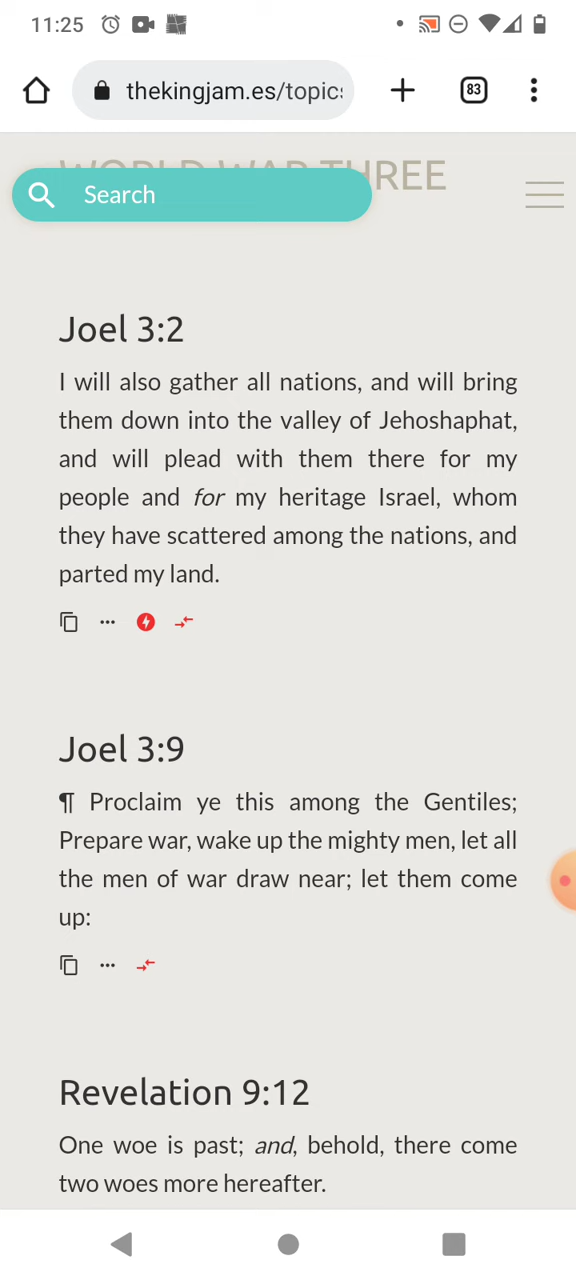 11:25
thekingjam.es/topic
83
WORLD WAR THREE
Search
Joel 3:2
I will also gather all nations, and will bring
them down into the valley of Jehoshaphat,
and will plead with them there for my
people and for my heritage Israel, whom
they have scattered among the nations, and
parted my land.
Joel 3:9
¶ Proclaim ye this among the Gentiles;
Prepare war, wake up the mighty men, let all
the men of war draw near; let them come
up:
Revelation 9:12
One woe is past; and, behold, there come
two woes more hereafter.